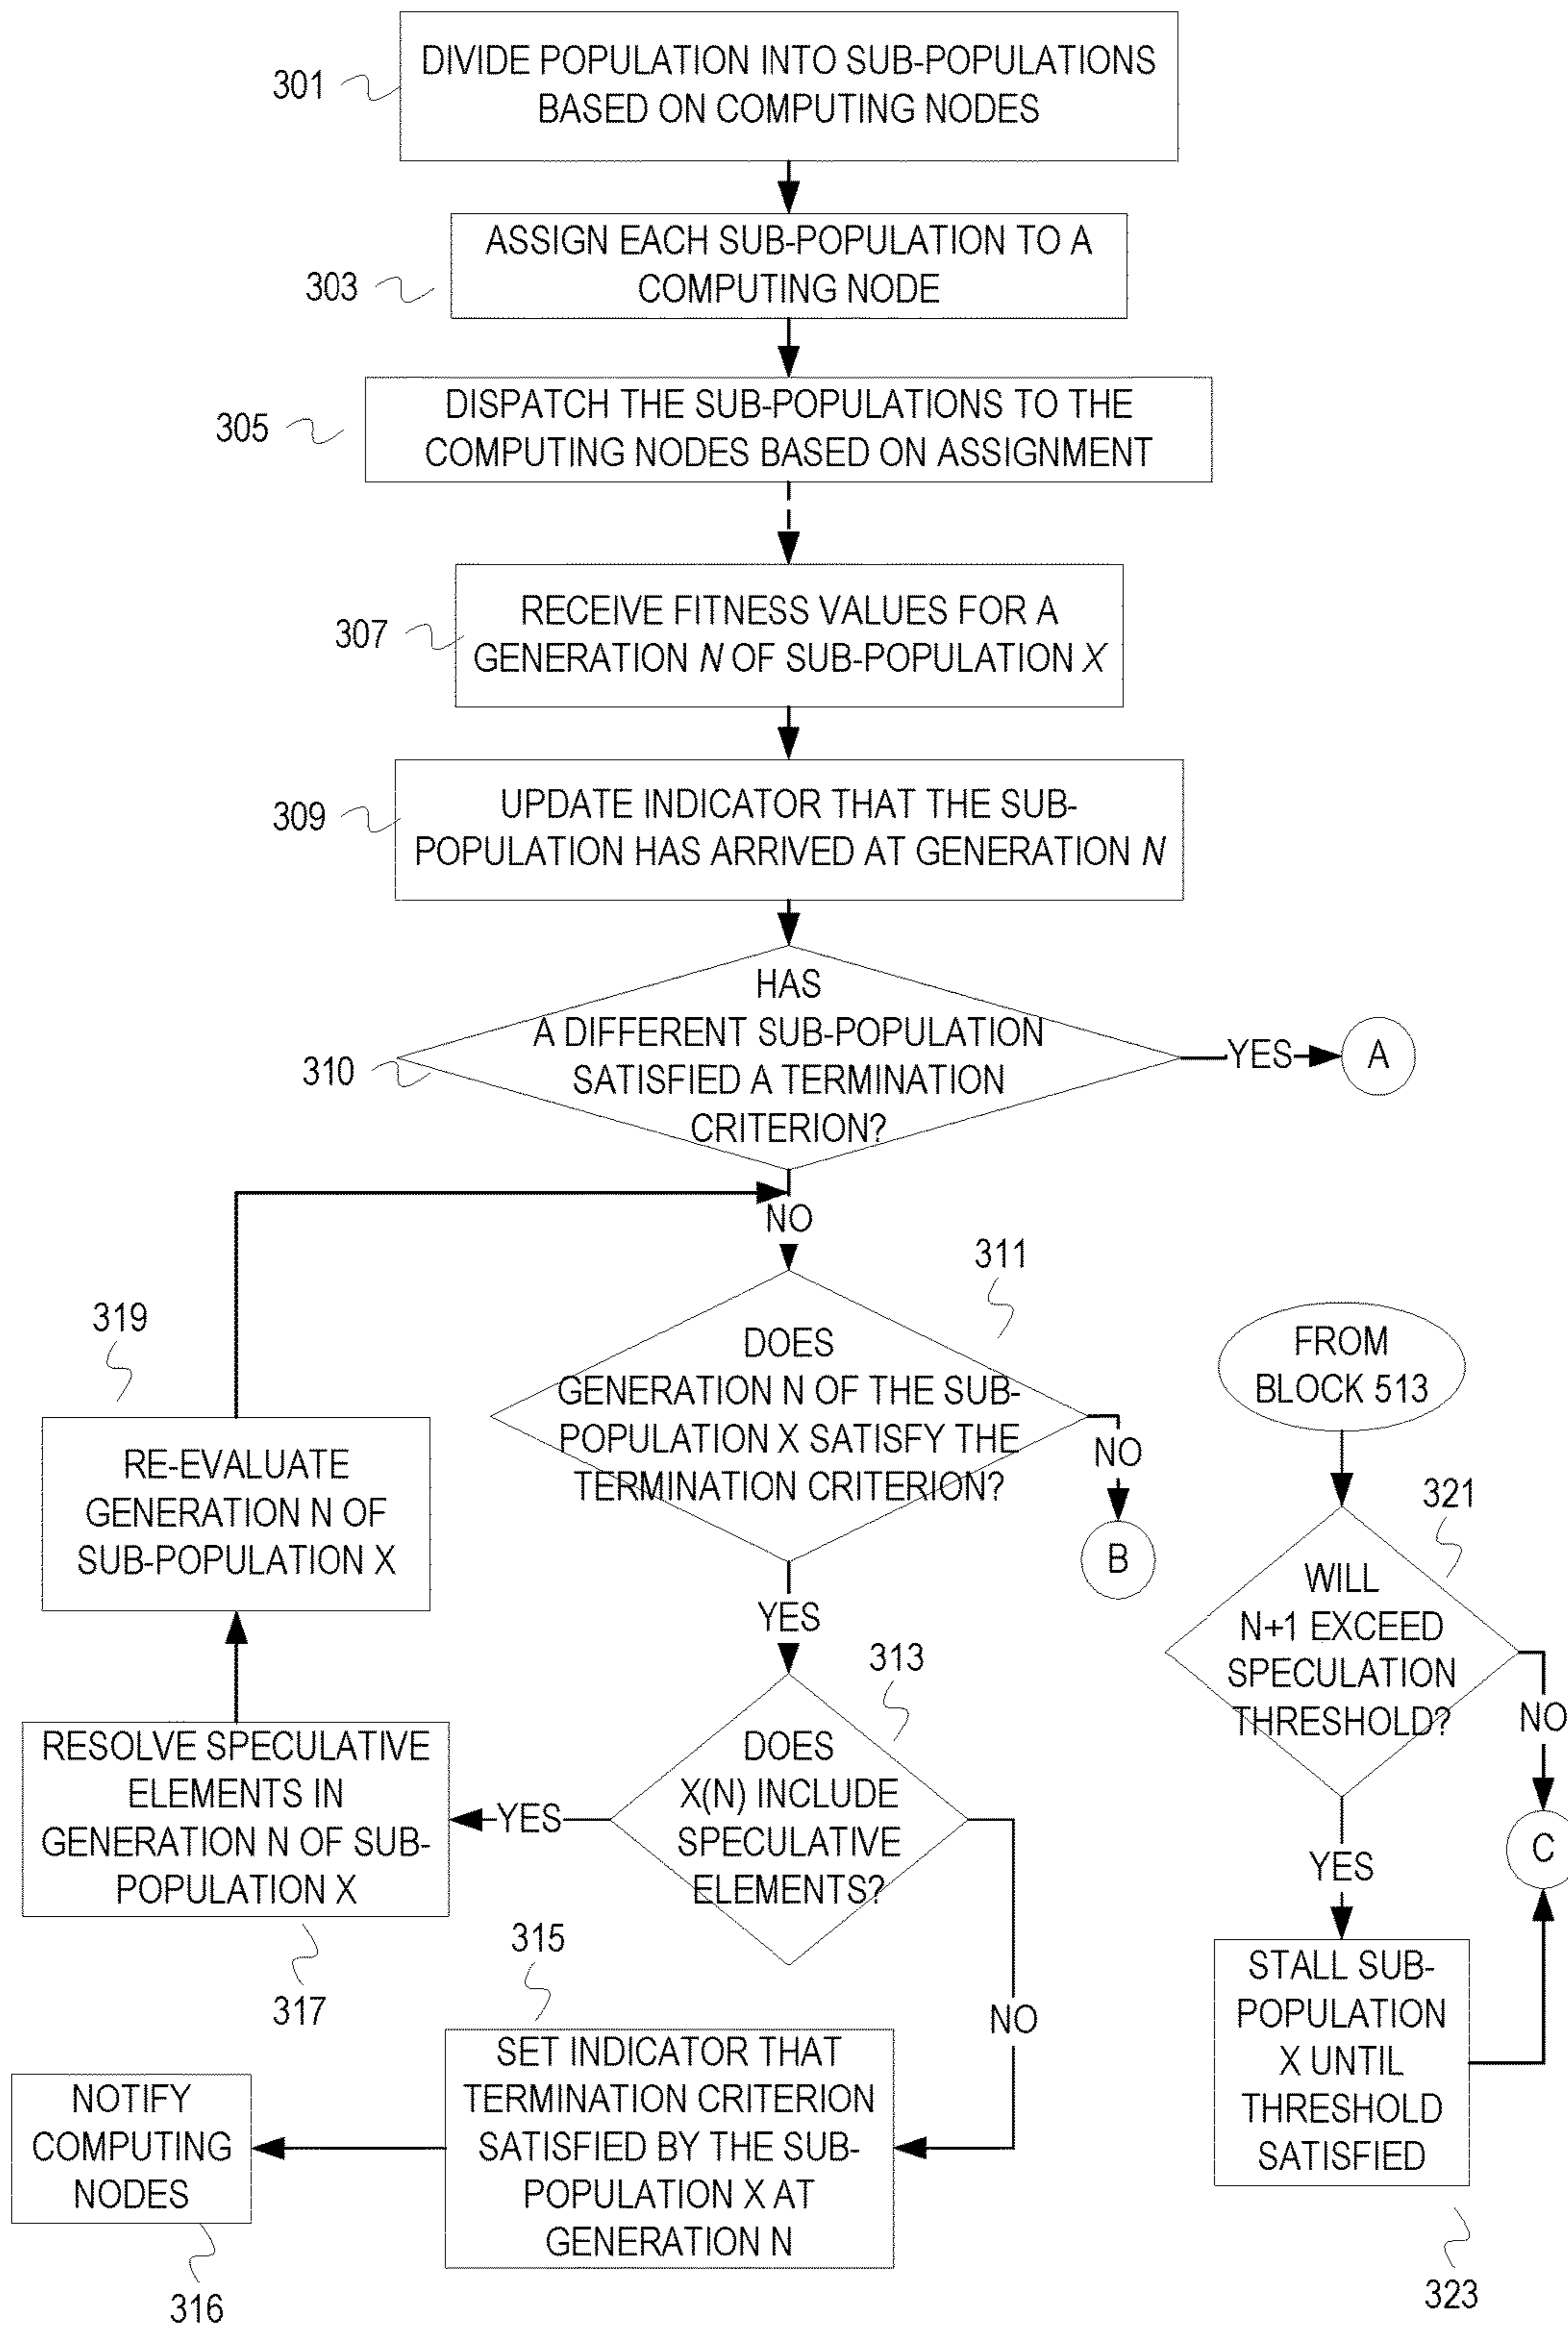 301
DIVIDE POPULATION INTO SUB-POPULATIONS
BASED ON COMPUTING NODES
303
ASSIGN EACH SUB-POPULATION TO A
COMPUTING NODE
305
DISPATCH THE SUB-POPULATIONS TO THE
COMPUTING NODES BASED ON ASSIGNMENT
307
RECEIVE FITNESS VALUES FOR A
GENERATION N OF SUB-POPULATION X
309
UPDATE INDICATOR THAT THE SUB-
POPULATION HAS ARRIVED AT GENERATION N
310
HAS
A DIFFERENT SUB-POPULATION
SATISFIED A TERMINATION
CRITERION?
YES
A
NO
311
DOES
GENERATION N OF THE SUB-
POPULATION X SATISFY THE
TERMINATION CRITERION?
NO
B
YES
313
DOES
X(N) INCLUDE
SPECULATIVE
ELEMENTS?
YES
NO
319
RE-EVALUATE
GENERATION N OF
SUB-POPULATION X
RESOLVE SPECULATIVE
ELEMENTS IN
GENERATION N OF SUB-
POPULATION X
317
315
SET INDICATOR THAT
TERMINATION CRITERION
SATISFIED BY THE SUB-
POPULATION X AT
GENERATION N
NOTIFY
COMPUTING
NODES
316
FROM
BLOCK 513
321
WILL
N+1 EXCEED
SPECULATION
THRESHOLD?
NO
C
YES
STALL SUB-
POPULATION
X UNTIL
THRESHOLD
SATISFIED
323